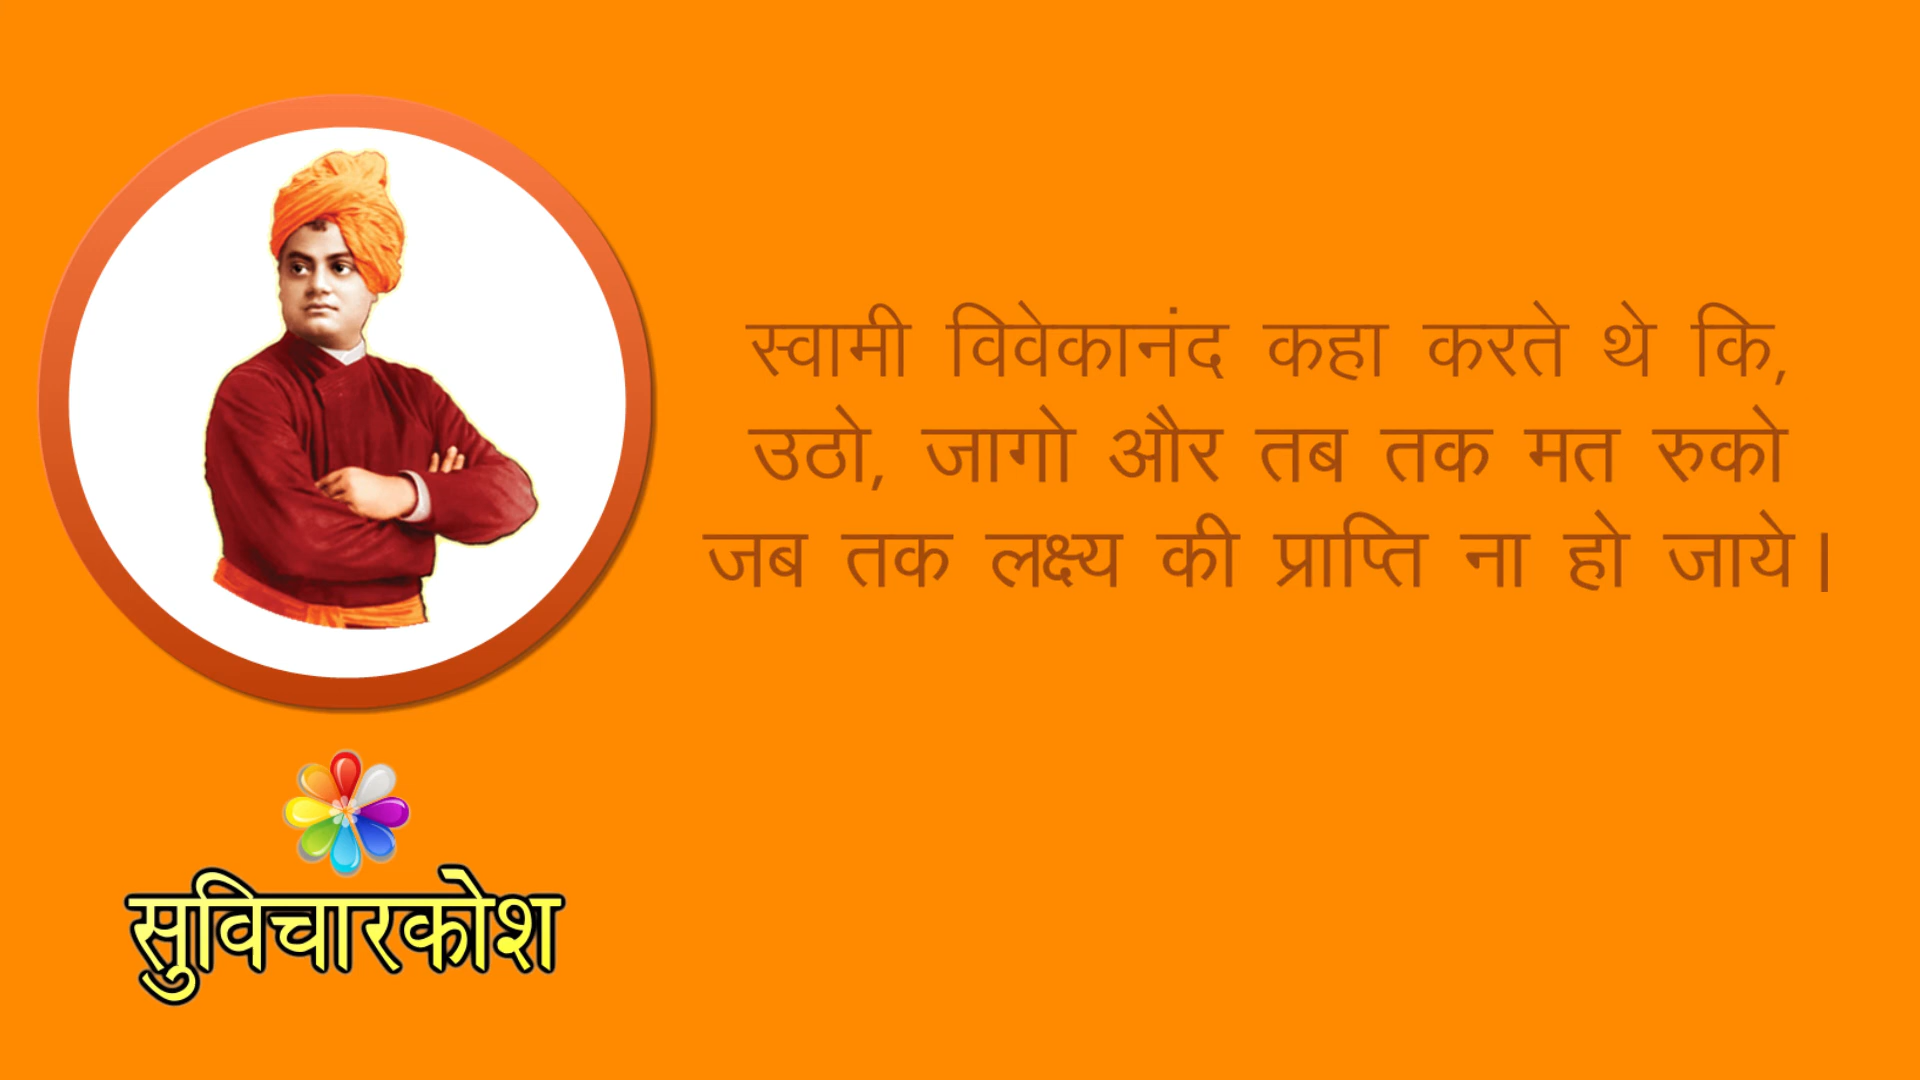 स्वामी विवेकानंद कहा करते थे कि,
उठो, जागो और तब तक मत रुको
जब तक लक्ष्य की प्राप्ति ना हो जाये |
सुविचारकोश